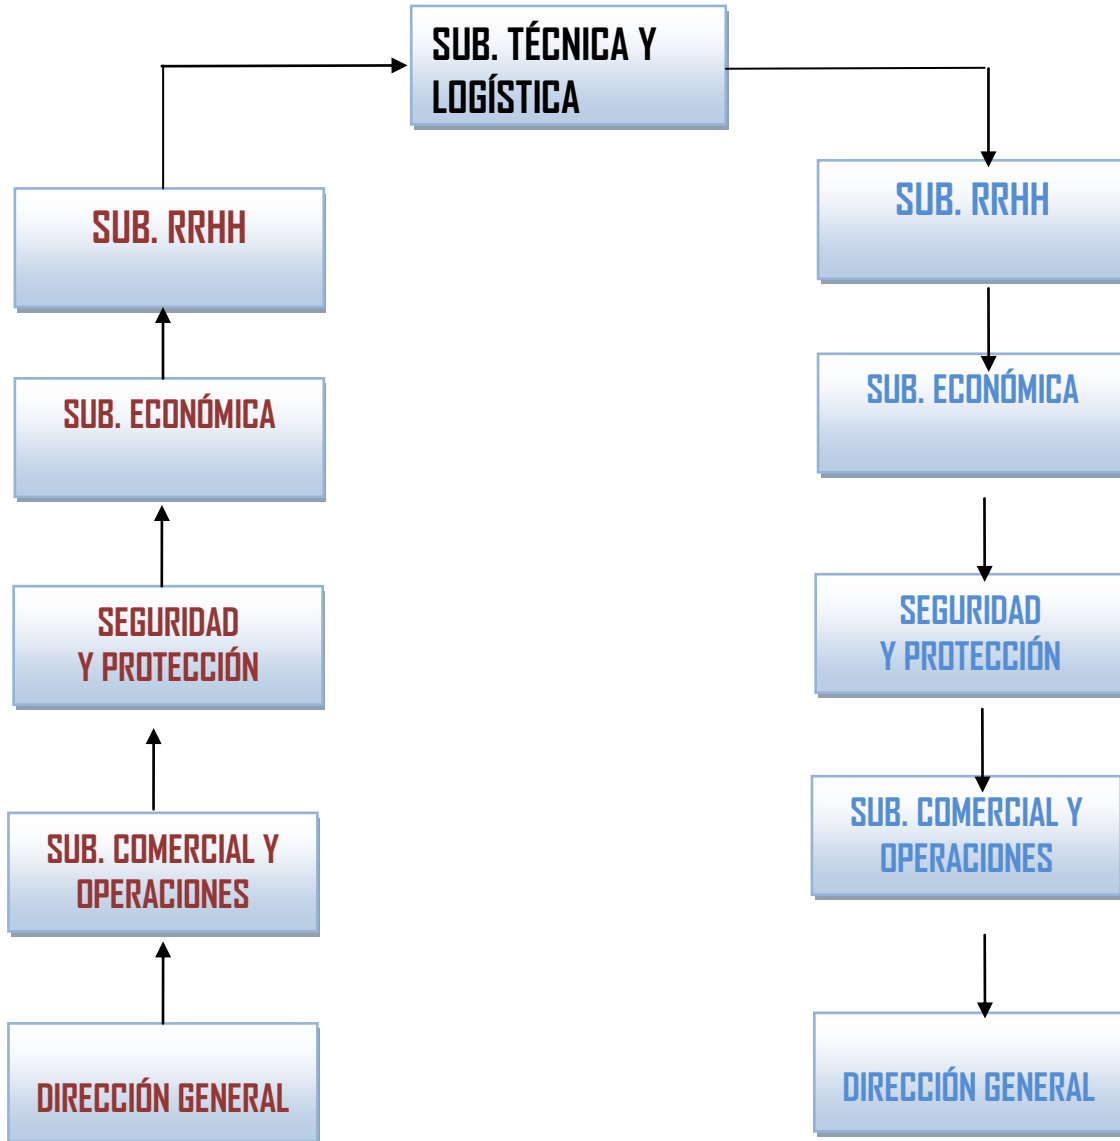 SUB. TÉCNICA Y
LOGÍSTICA
SUB. RRHH
SUB. ECONÓMICA
SEGURIDAD
Y PROTECCIÓN
SUB. COMERCIAL Y
OPERACIONES
DIRECCIÓN GENERAL
SUB. RRHH
SUB. ECONÓMICA
SEGURIDAD
Y PROTECCIÓN
SUB. COMERCIAL Y
OPERACIONES
DIRECCIÓN GENERAL